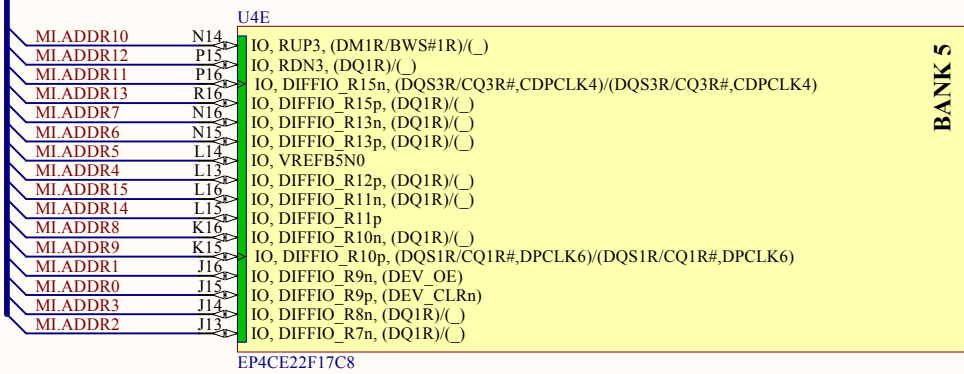 U4E
MI.ADDR10 N14 IO, RUP3, (DM1R/BWS#1R)/(_)
MI.ADDR12 P15 IO, RDN3, (DQ1R)/(_)
MI.ADDR11 P16 IO, DIFFIO_R15n, (DQS3R/CQ3R#,CDPCLK4)/(DQS3R/CQ3R#,CDPCLK4)
MI.ADDR13 R16 IO, DIFFIO_R15p, (DQ1R)/(_)
MI.ADDR7 N16 IO, DIFFIO_R13n, (DQ1R)/(_)
MI.ADDR6 N15 IO, DIFFIO_R13p, (DQ1R)/(_)
MI.ADDR5 L14 IO, VREFB5N0
MI.ADDR4 L13 IO, DIFFIO_R12p, (DQ1R)/(_)
MI.ADDR15 L16 IO, DIFFIO_R11n, (DQ1R)/(_)
MI.ADDR14 L15 IO, DIFFIO_R11p
MI.ADDR8 K16 IO, DIFFIO_R10n, (DQ1R)/(_)
MI.ADDR9 K15 IO, DIFFIO_R10p, (DQS1R/CQ1R#,DPCLK6)/(DQS1R/CQ1R#,DPCLK6)
MI.ADDR1 J16 IO, DIFFIO_R9n, (DEV_OE)
MI.ADDR0 J15 IO, DIFFIO_R9p, (DEV_CLRn)
MI.ADDR3 J14 IO, DIFFIO_R8n, (DQ1R)/(_)
MI.ADDR2 J13 IO, DIFFIO_R7n, (DQ1R)/(_)
BANK 5
EP4CE22F17C8